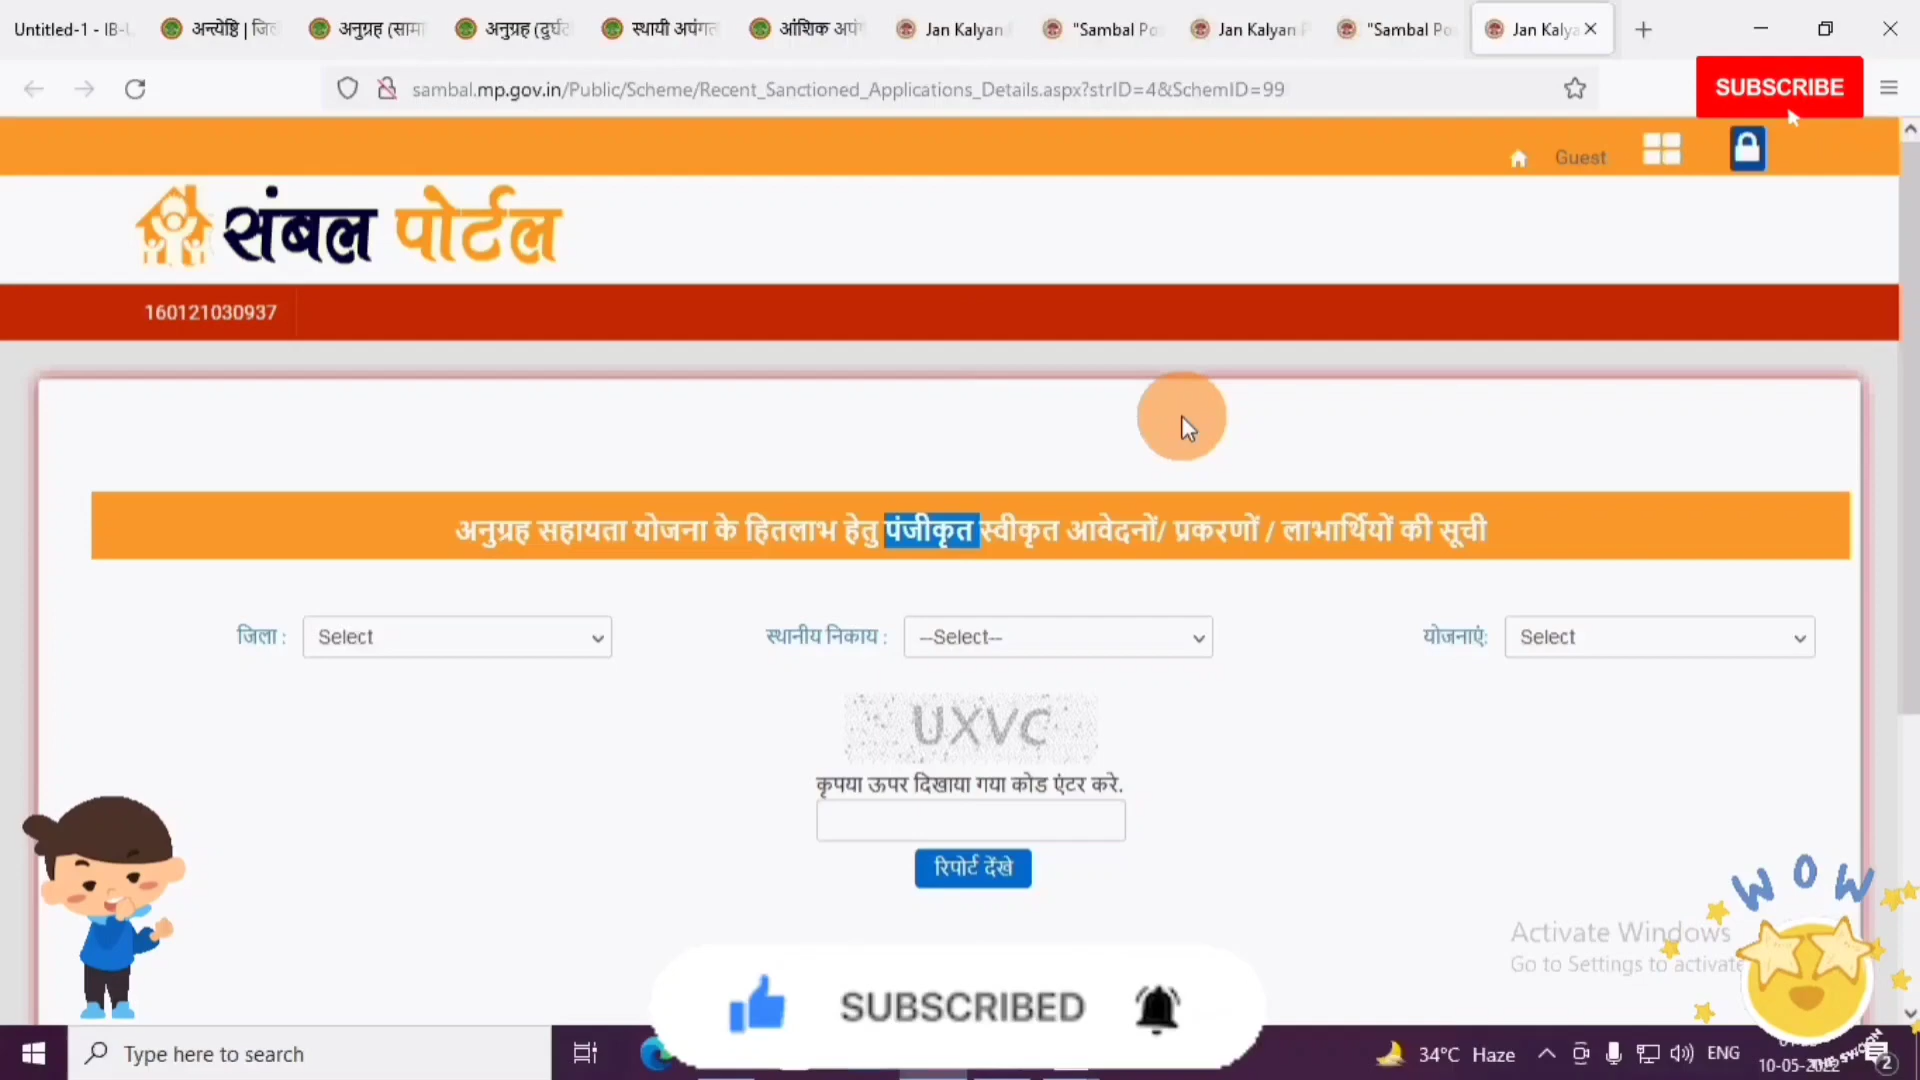 Untitled-1 - IB-
अन्त्येष्ठि | जि
अनुग्रह (साम
अनुग्रह (दुर्घट
स्थायी अपंगत
आंशिक अपं
Jan Kalyan
"Sambal Po
Jan Kalyan P
"Sambal Po
Jan Kalya
sambal.mp.gov.in/Public/Scheme/Recent_Sanctioned_Applications_Details.aspx?strID=4&SchemID=99
SUBSCRIBE
Guest
संबल पोर्टल
160121030937
अनुग्रह सहायता योजना के हितलाभ हेतु पंजीकृत स्वीकृत आवेदनों/ प्रकरणों / लाभार्थियों की सूची
जिला : Select स्थानीय निकाय : --Select-- योजनाएं: Select
UXVC
कृपया ऊपर दिखाया गया कोड एंटर करे.
रिपोर्ट देंखे
WOW
Activate Windows
Go to Settings to activate
SUBSCRIBED
Type here to search
34°C Haze
ENG
10-05-2022
2